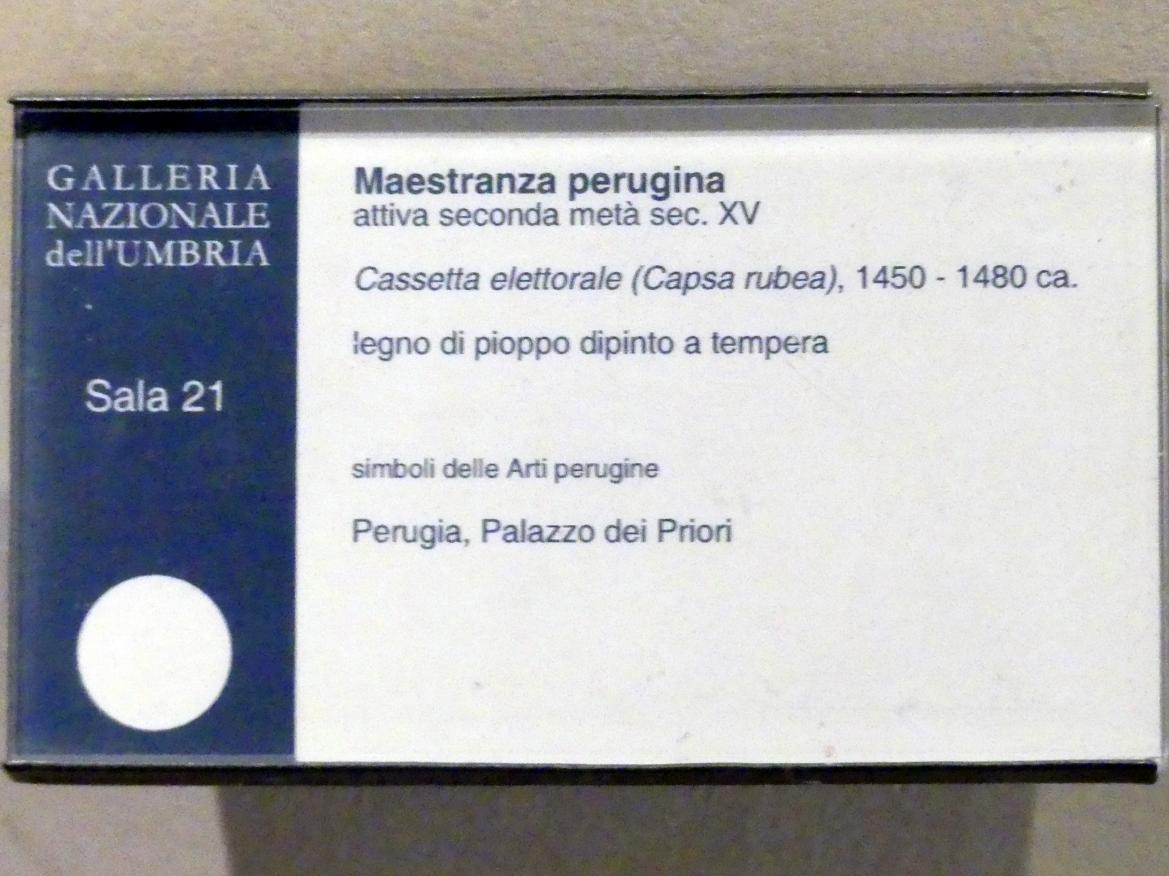 GALLERIA
NAZIONALE
dell'UMBRIA
Sala 21
Maestranza perugina
attiva seconda metà sec. XV
Cassetta elettorale (Capsa rubea), 1450 - 1480 ca.
legno di pioppo dipinto a tempera
simboli delle Arti perugine
Perugia, Palazzo dei Priori